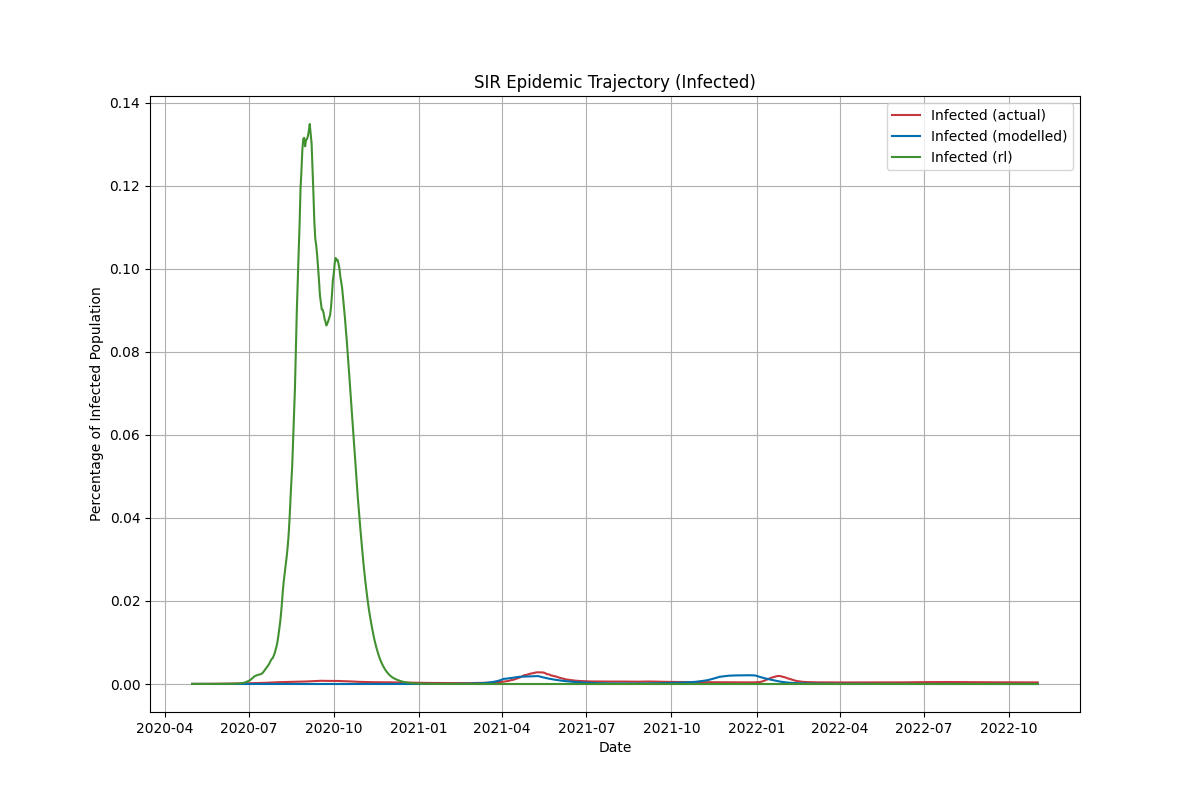 SIR Epidemic Trajectory (Infected)
Infected (actual)
Infected (modelled)
Infected (rl)
Percentage of Infected Population
0.14
0.12
0.10
0.08
0.06
0.04
0.02
0.00
2020-04 2020-07 2020-10 2021-01 2021-04 2021-07 2021-10 2022-01 2022-04 2022-07 2022-10
Date